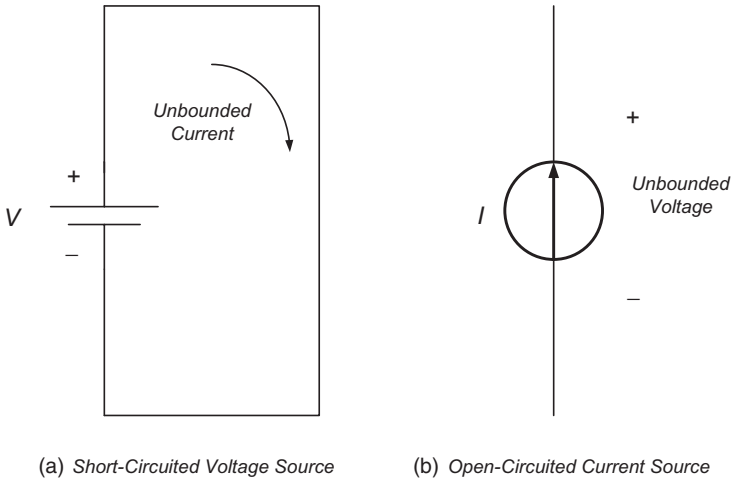 Unbounded
Current
+
V
−
+
Unbounded
Voltage
I
−
(a) Short-Circuited Voltage Source
(b) Open-Circuited Current Source